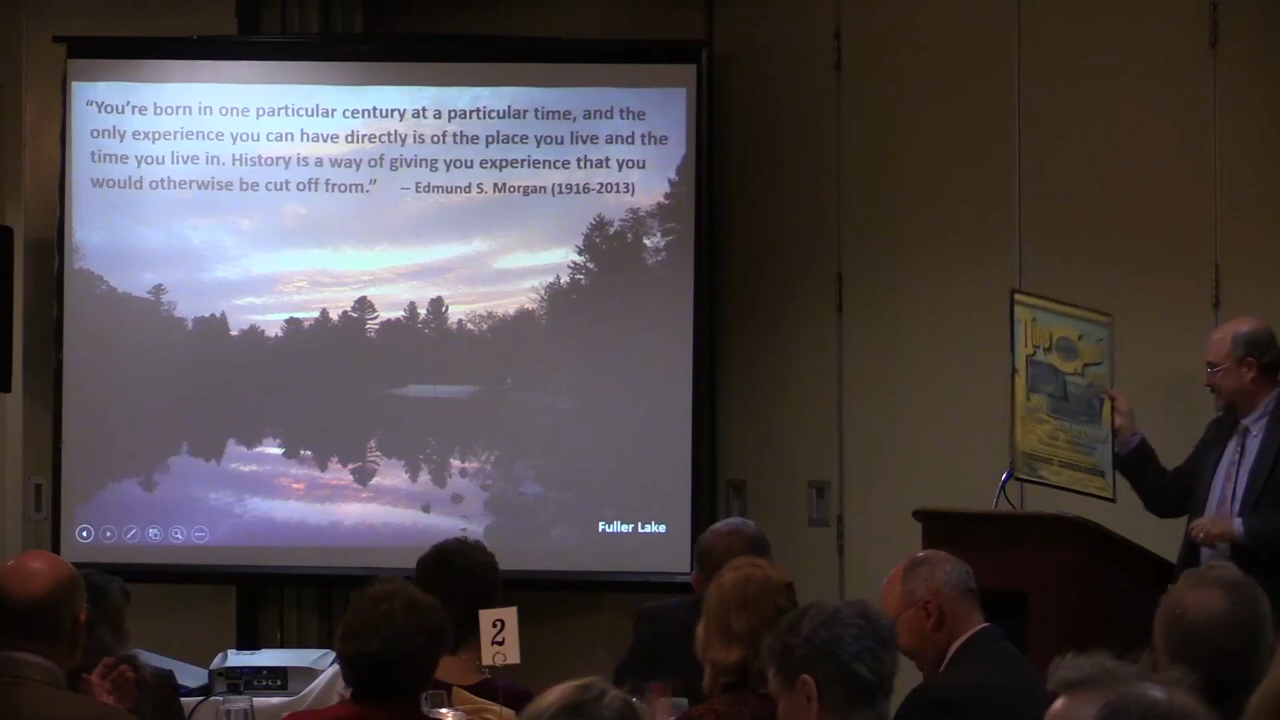 “You’re born in one particular century at a particular time, and the
only experience you can have directly is of the place you live and the
time you live in. History is a way of giving you experience that you
would otherwise be cut off from.” -- Edmund S. Morgan (1916-2013)
Fuller Lake
2